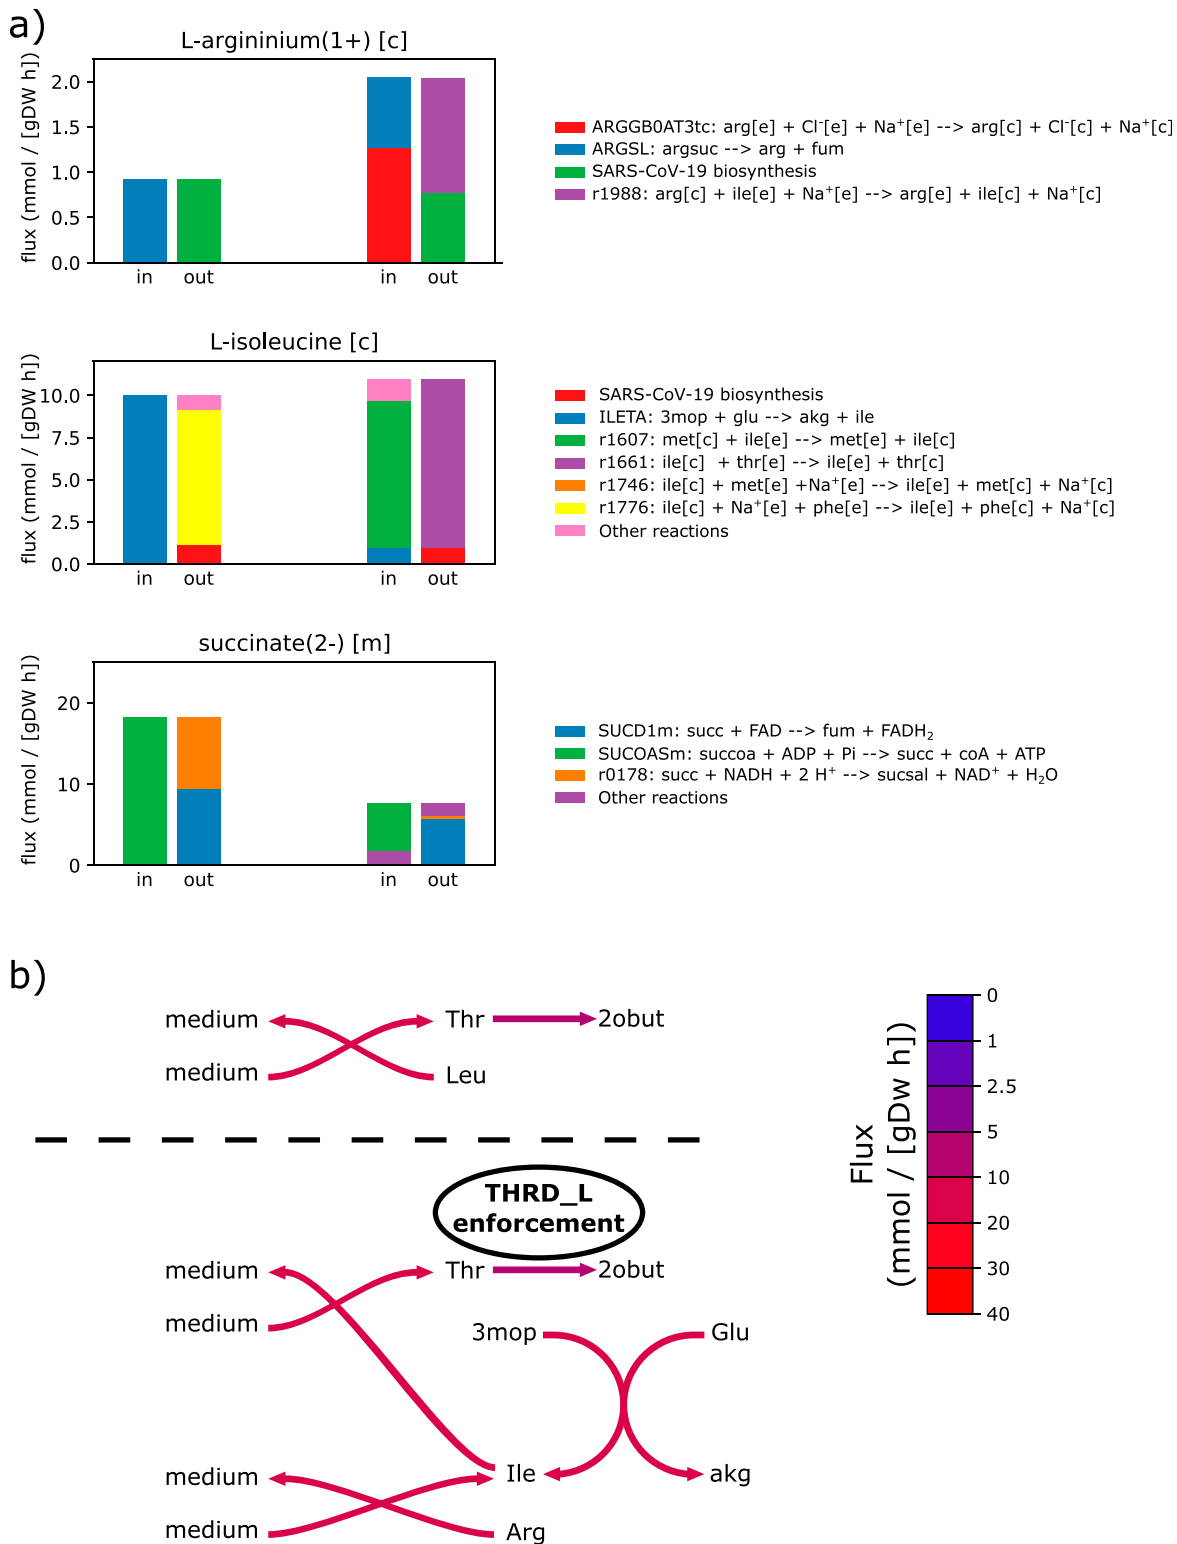 a)
L-argininium(1+) [c]
flux (mmol / [gDW h])
2.0
1.5
1.0
0.5
0.0
in
out
in
out
ARGGB0AT3tc: arg[e] + Cl⁻[e] + Na⁺[e] --> arg[c] + Cl⁻[c] + Na⁺[c]
ARGSL: argsuc --> arg + fum
SARS-CoV-19 biosynthesis
r1988: arg[c] + ile[e] + Na⁺[e] --> arg[e] + ile[c] + Na⁺[c]
L-isoleucine [c]
flux (mmol / [gDW h])
10.0
7.5
5.0
2.5
0.0
in
out
in
out
SARS-CoV-19 biosynthesis
ILETA: 3mop + glu --> akg + ile
r1607: met[c] + ile[e] --> met[e] + ile[c]
r1661: ile[c] + thr[e] --> ile[e] + thr[c]
r1746: ile[c] + met[e] +Na⁺[e] --> ile[e] + met[c] + Na⁺[c]
r1776: ile[c] + Na⁺[e] + phe[e] --> ile[e] + phe[c] + Na⁺[c]
Other reactions
succinate(2-) [m]
flux (mmol / [gDW h])
20
10
0
in
out
in
out
SUCD1m: succ + FAD --> fum + FADH₂
SUCOASm: succoa + ADP + Pi --> succ + coA + ATP
r0178: succ + NADH + 2 H⁺ --> sucsal + NAD⁺ + H₂O
Other reactions
b)
medium
Thr
2obut
medium
Leu
THRD_L
enforcement
medium
Thr
2obut
medium
3mop
Glu
medium
Ile
akg
medium
Arg
Flux
(mmol / [gDw h])
0
1
2.5
5
10
20
30
40